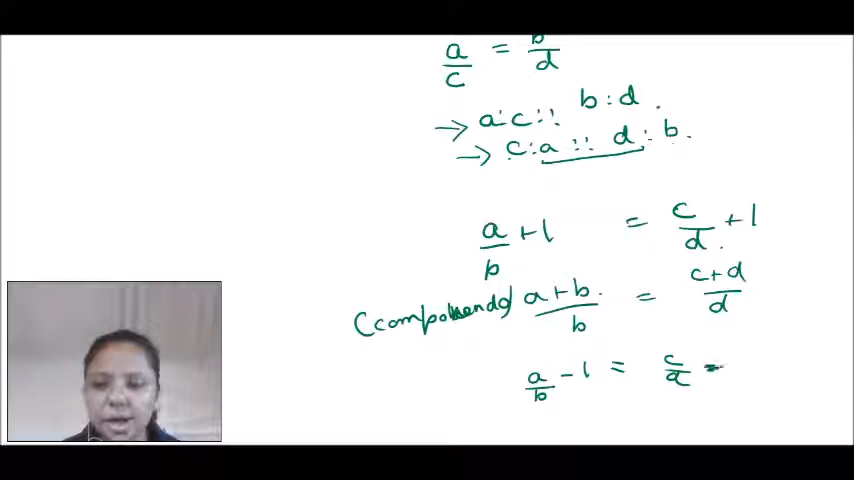 a/c = b/d
→ a:c :: b:d .
→ c:a :: d:b .
a/b + 1 = c/d + 1
(componendo) a+b/b = c+d/d
a/b - 1 = c/d -